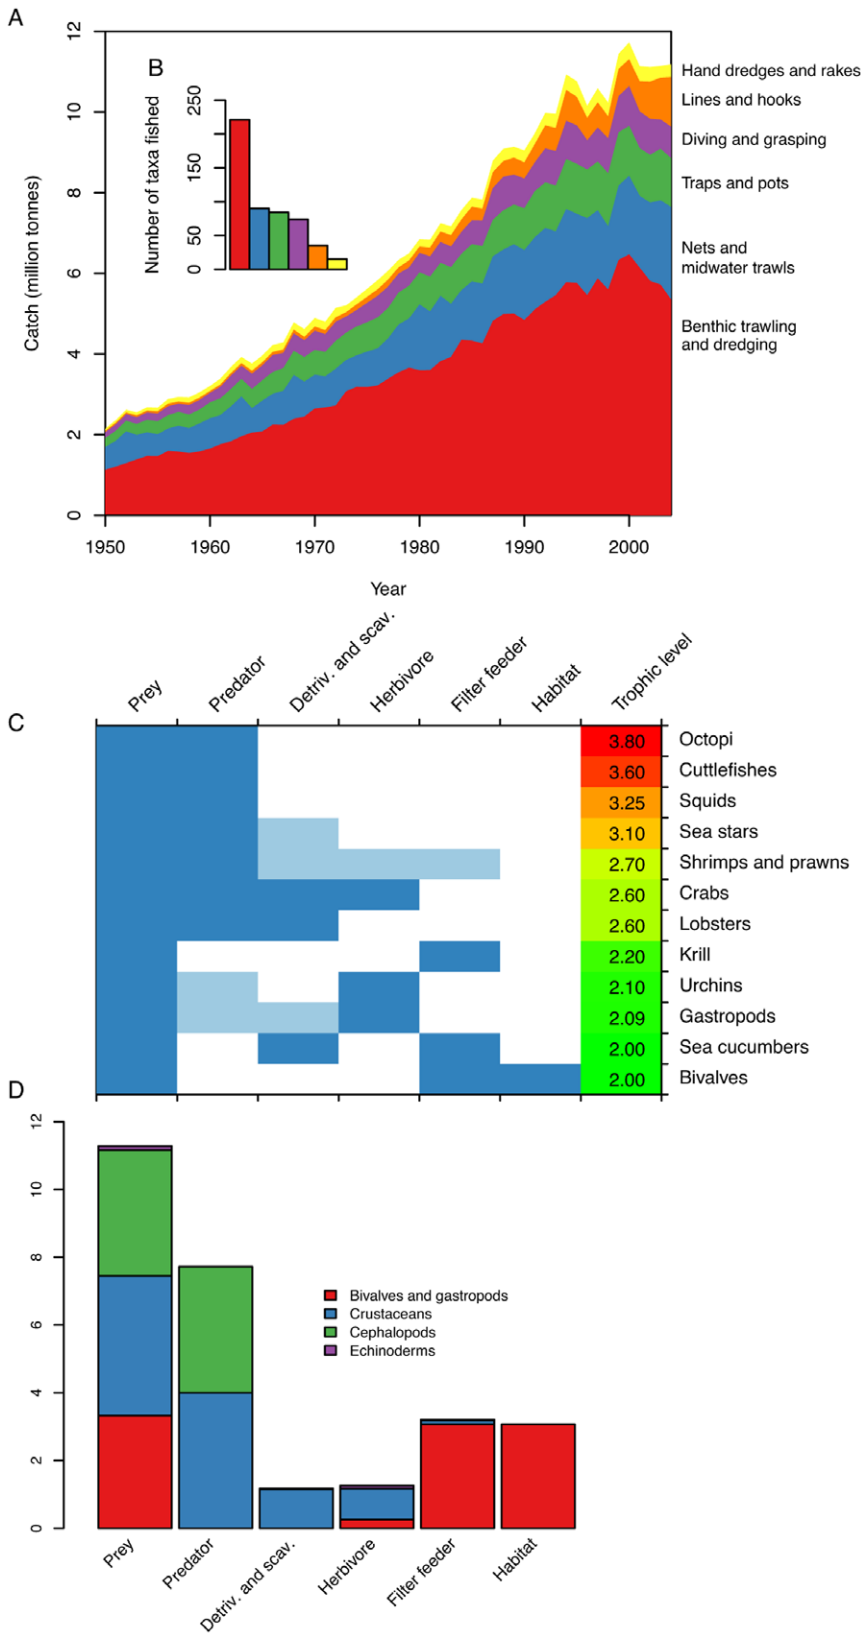 A
B
Catch (million tonnes)
12
10
8
6
4
2
0
Number of taxa fished
250
150
50
0
Hand dredges and rakes
Lines and hooks
Diving and grasping
Traps and pots
Nets and
midwater trawls
Benthic trawling
and dredging
1950 1960 1970 1980 1990 2000
Year
C
Prey Predator Detriv. and scav. Herbivore Filter feeder Habitat Trophic level
3.80 Octopi
3.60 Cuttlefishes
3.25 Squids
3.10 Sea stars
2.70 Shrimps and prawns
2.60 Crabs
2.60 Lobsters
2.20 Krill
2.10 Urchins
2.09 Gastropods
2.00 Sea cucumbers
2.00 Bivalves
D
12
10
8
6
4
2
0
Bivalves and gastropods
Crustaceans
Cephalopods
Echinoderms
Prey Predator Detriv. and scav. Herbivore Filter feeder Habitat